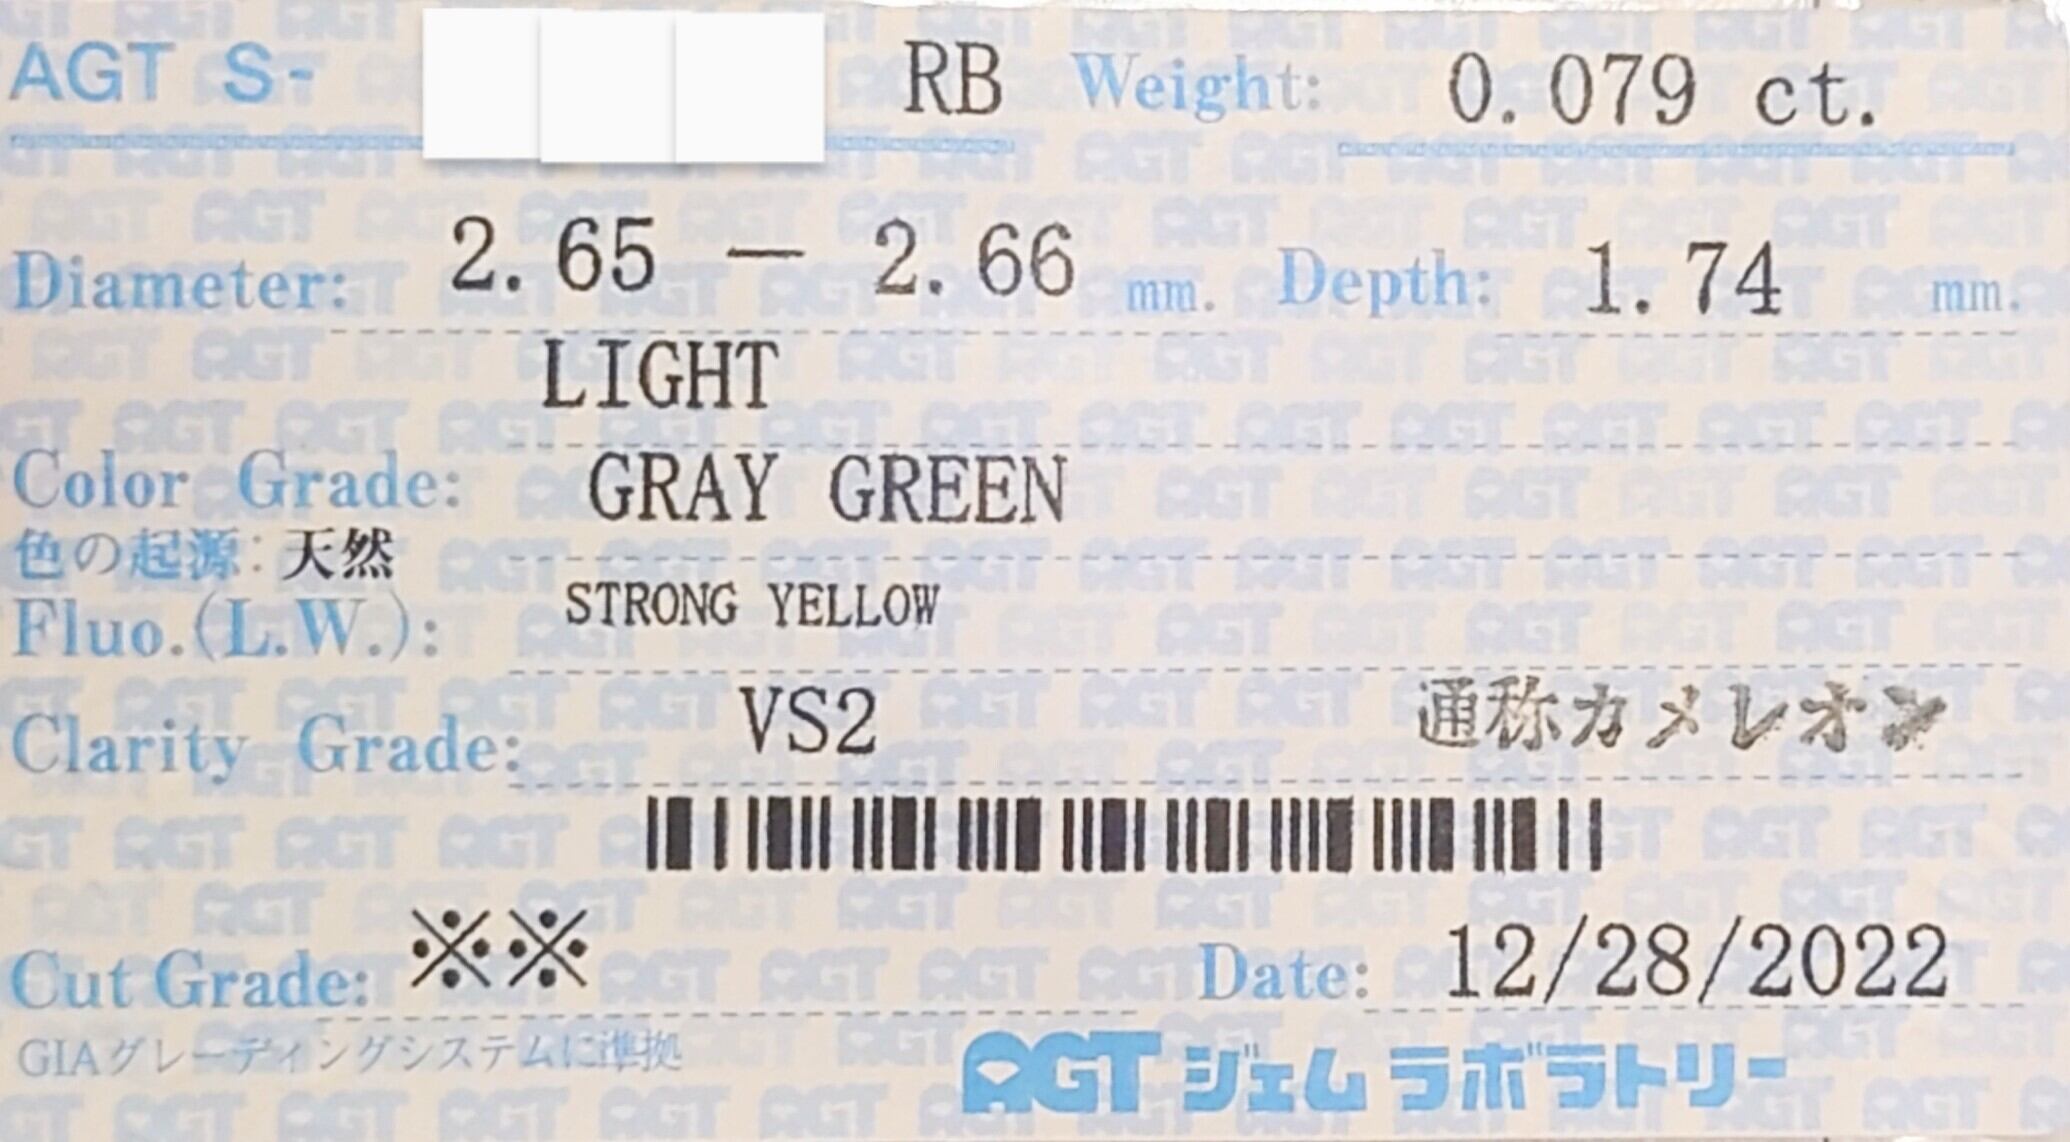 AGT S- RB Weight: 0.079 ct.
Diameter: 2.65 — 2.66 mm. Depth: 1.74 mm.
LIGHT
Color Grade: GRAY GREEN
色の起源:天然
Fluo.(L.W.): STRONG YELLOW
Clarity Grade: VS2 通称カメレオン
Cut Grade: ※※ Date: 12/28/2022
GIAグレーディングシステムに準拠
AGT ジェム ラボラトリー